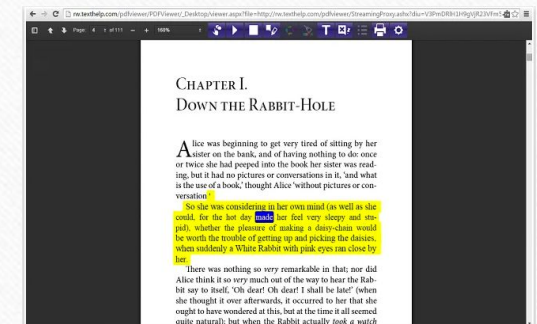 rw.texthelp.com/pdfviewer/PDFViewer/_Desktop/viewer.aspx?file=http://rw.texthelp.com/pdfviewer/StreamingProxy.ashx?diu=
Page: 4 1 of 111 - + 100%
CHAPTER I.
DOWN THE RABBIT-HOLE
Alice was beginning to get very tired of sitting by her
sister on the bank, and of having nothing to do: once
or twice she had peeped into the book her sister was read-
ing, but it had no pictures or conversations in it, ‘and what
is the use of a book,’ thought Alice ‘without pictures or con-
versation’
So she was considering in her own mind (as well as she
could, for the hot day made her feel very sleepy and stu-
pid), whether the pleasure of making a daisy-chain would
be worth the trouble of getting up and picking the daisies,
when suddenly a White Rabbit with pink eyes ran close by
her.
There was nothing so very remarkable in that; nor did
Alice think it so very much out of the way to hear the Rab-
bit say to itself, ‘Oh dear! Oh dear! I shall be late!’ (when
she thought it over afterwards, it occurred to her that she
ought to have wondered at this, but at the time it all seemed
quite natural); but when the Rabbit actually took a watch